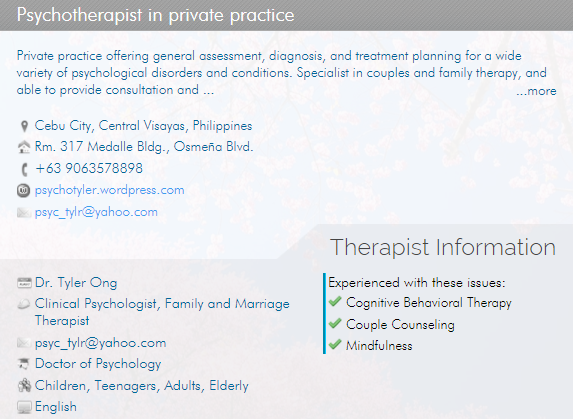 Psychotherapist in private practice
Private practice offering general assessment, diagnosis, and treatment planning for a wide
variety of psychological disorders and conditions. Specialist in couples and family therapy, and
able to provide consultation and ...
...more
Cebu City, Central Visayas, Philippines
Rm. 317 Medalle Bldg., Osmeña Blvd.
+63 9063578898
psychotyler.wordpress.com
psyc_tylr@yahoo.com
Therapist Information
Dr. Tyler Ong
Clinical Psychologist, Family and Marriage
Therapist
psyc_tylr@yahoo.com
Doctor of Psychology
Children, Teenagers, Adults, Elderly
English
Experienced with these issues:
Cognitive Behavioral Therapy
Couple Counseling
Mindfulness